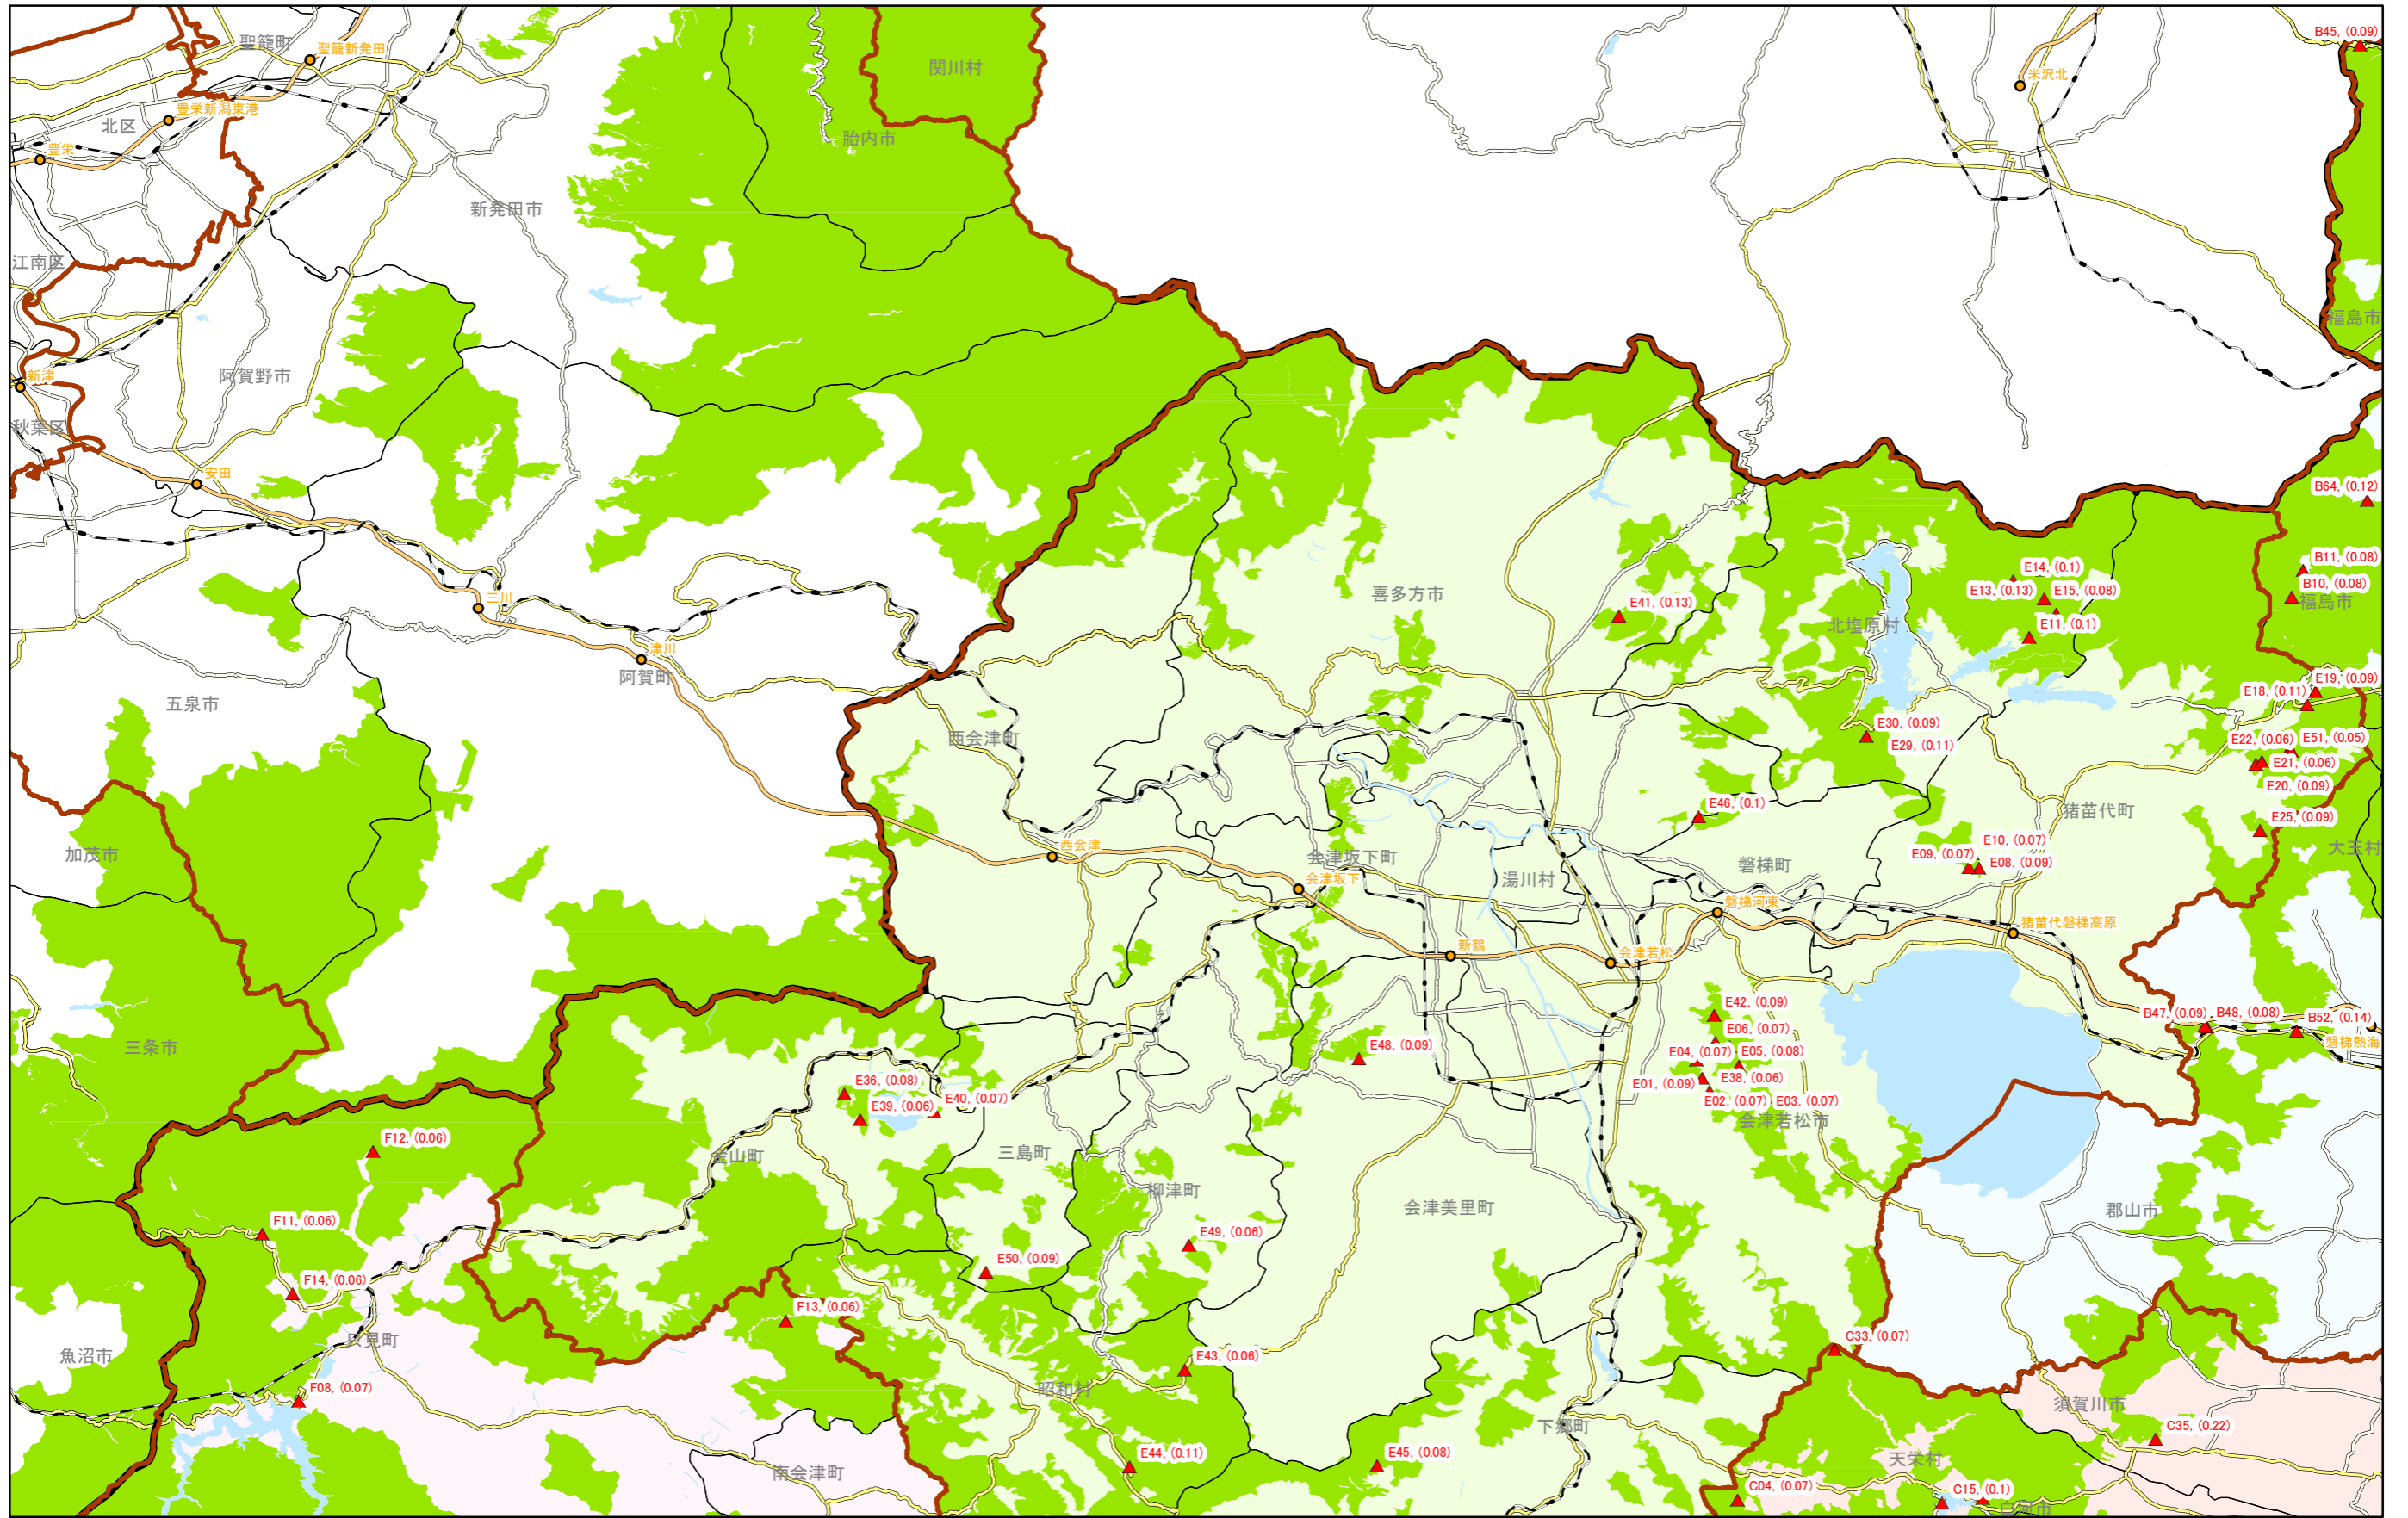 B45, (0.09)
聖籠町
聖籠新発田
関川村
米沢北
豊栄新潟東港
北区
胎内市
豊栄
新発田市
江南区
福島市
新津
阿賀野市
秋葉区
安田
B64, (0.12)
B11, (0.08)
E14, (0.1)
B10, (0.08)
E13, (0.13)
E15, (0.08)
喜多方市
三川
E41, (0.13)
福島市
北塩原村
E11, (0.1)
津川
阿賀町
E19, (0.09)
E18, (0.11)
五泉市
E30, (0.09)
西会津町
E22, (0.06)
E51, (0.05)
E29, (0.11)
E21, (0.06)
E20, (0.09)
E46, (0.1)
猪苗代町
E25, (0.09)
E10, (0.07)
西会津
大玉村
加茂市
E09, (0.07)
会津坂下町
E08, (0.09)
磐梯町
会津坂下
湯川村
磐梯河東
猪苗代磐梯高原
新鶴
会津若松
E42, (0.09)
B47, (0.09)
B48, (0.08)
B52, (0.14)
E06, (0.07)
磐梯熱海
三条市
E48, (0.09)
E04, (0.07)
E05, (0.08)
E38, (0.06)
E36, (0.08)
E01, (0.09)
E40, (0.07)
E39, (0.06)
E02, (0.07)
E03, (0.07)
会津若松市
F12, (0.06)
金山町
三島町
柳津町
会津美里町
郡山市
F11, (0.06)
E49, (0.06)
E50, (0.09)
F14, (0.06)
F13, (0.06)
只見町
C33, (0.07)
魚沼市
E43, (0.06)
F08, (0.07)
昭和村
須賀川市
下郷町
C35, (0.22)
E44, (0.11)
E45, (0.08)
天栄村
南会津町
C04, (0.07)
C15, (0.1)
白河市